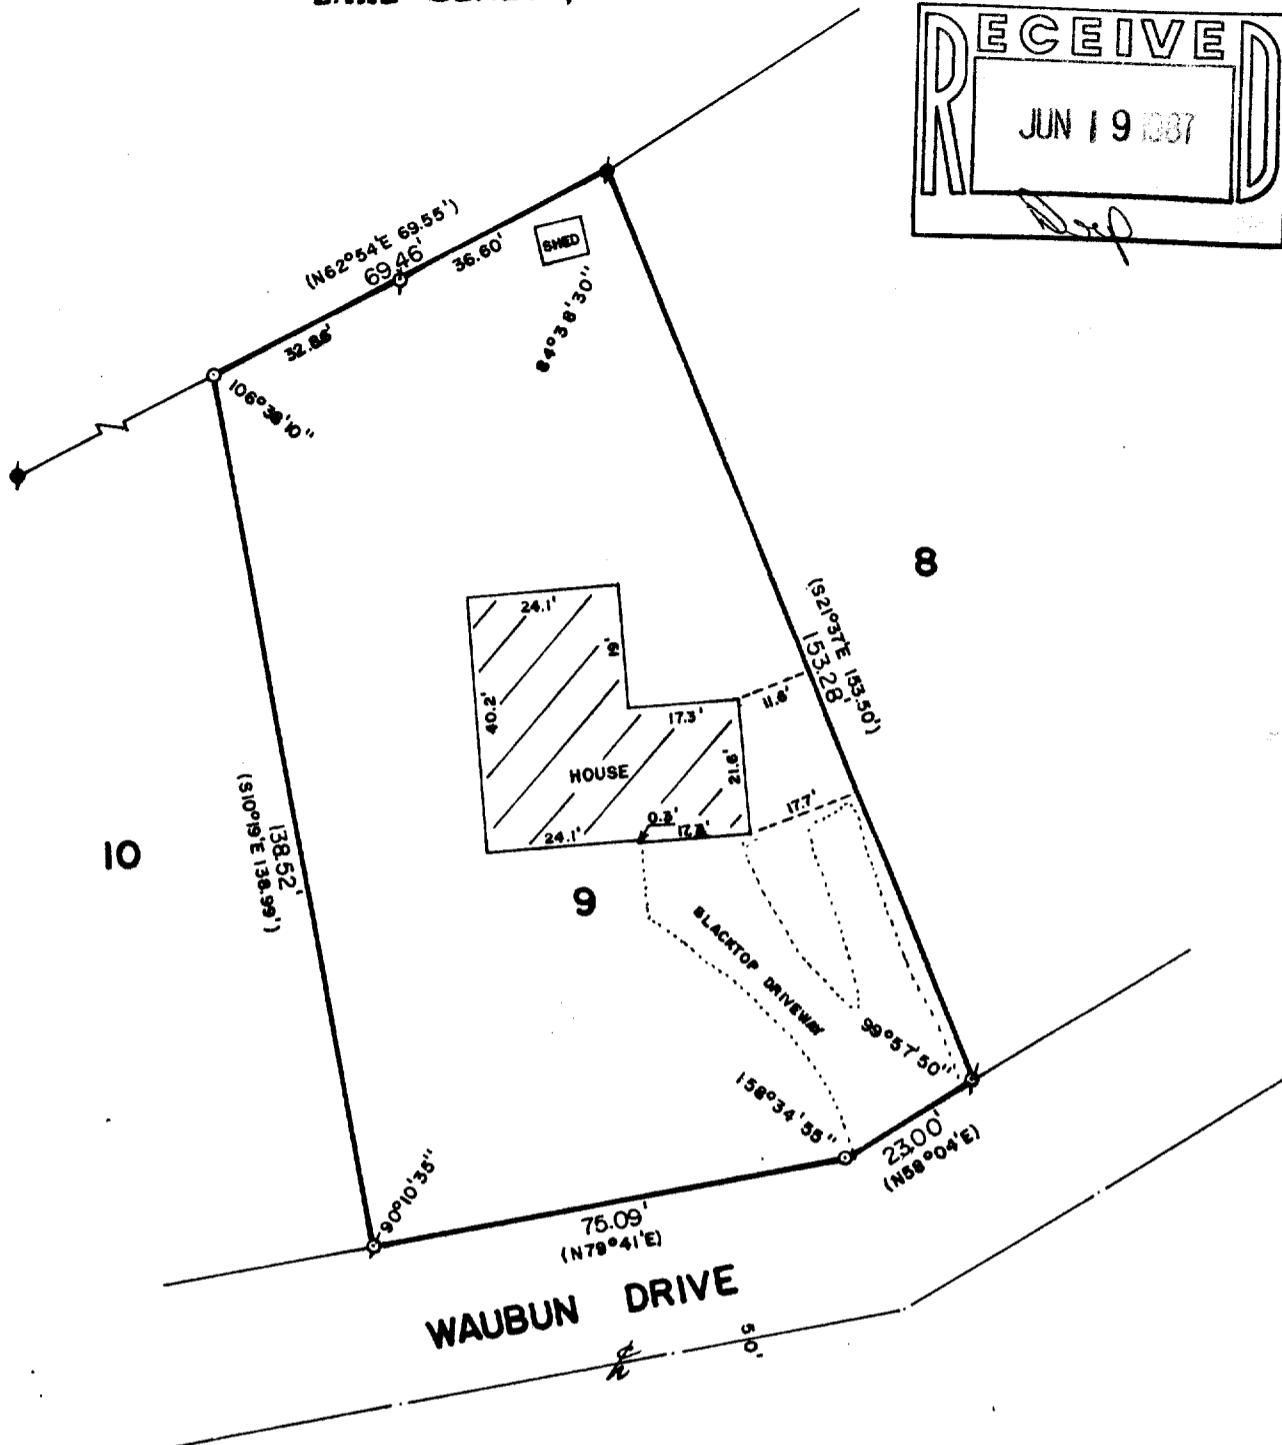 RECEIVED
JUN 19 1987
(N62°54'E 69.55')
69.46'
36.60'
SHED
32.86'
84°38'30"
106°38'10"
8
(S21°37'E 153.50')
153.28'
24.1'
19'
40.2'
17.3'
11.6'
21.6'
HOUSE
17.7'
0.3'
24.1'
17.3'
10
138.52'
(S10°19'E 138.99')
9
BLACKTOP DRIVEWAY
99°57'50"
158°34'55"
23.00'
(N58°04'E)
90°10'35"
75.09'
(N79°41'E)
WAUBUN DRIVE
50'